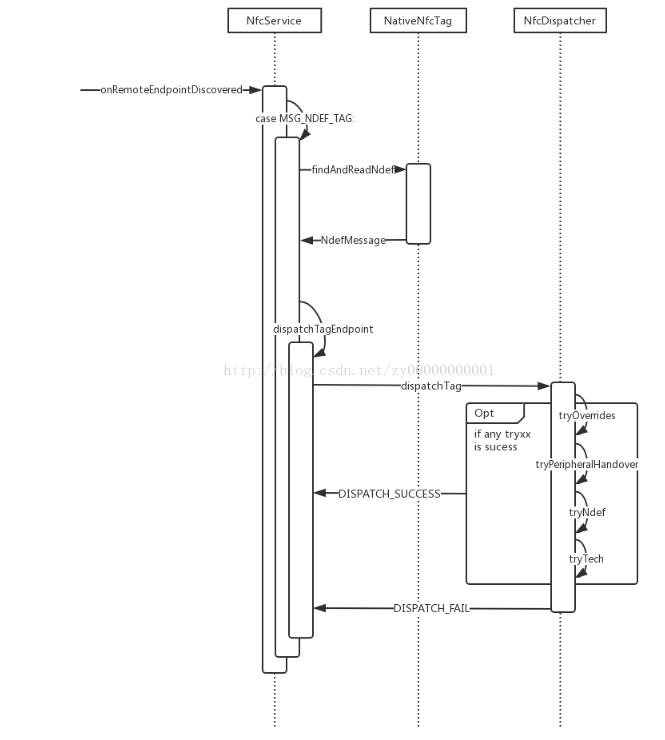 NfcService NativeNfcTag NfcDispatcher
onRemoteEndpointDiscovered
case MSG_NDEF_TAG:
findAndReadNdef
NdefMessage
dispatchTagEndpoint
http://blog.csdn.net/zy00000000001
dispatchTag
Opt
tryOverrides
if any tryxx
is sucess
tryPeripheralHandover
DISPATCH_SUCCESS
tryNdef
tryTech
DISPATCH_FAIL